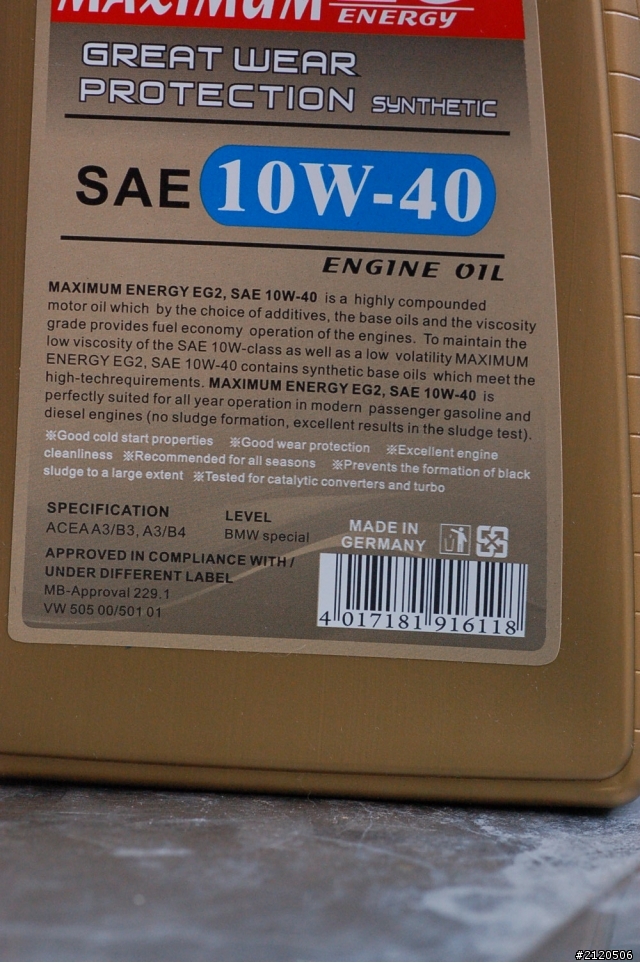 MAXIMUM
ENERGY
GREAT WEAR
PROTECTION SYNTHETIC
SAE 10W-40
ENGINE OIL
MAXIMUM ENERGY EG2, SAE 10W-40 is a highly compounded
motor oil which by the choice of additives, the base oils and the viscosity
grade provides fuel economy operation of the engines. To maintain the
low viscosity of the SAE 10W-class as well as a low volatility MAXIMUM
ENERGY EG2, SAE 10W-40 contains synthetic base oils which meet the
high-techrequirements. MAXIMUM ENERGY EG2, SAE 10W-40 is
perfectly suited for all year operation in modern passenger gasoline and
diesel engines (no sludge formation, excellent results in the sludge test).
※Good cold start properties ※Good wear protection ※Excellent engine
cleanliness ※Recommended for all seasons ※Prevents the formation of black
sludge to a large extent ※Tested for catalytic converters and turbo
SPECIFICATION
ACEA A3/B3, A3/B4
LEVEL
BMW special
APPROVED IN COMPLIANCE WITH /
UNDER DIFFERENT LABEL
MB-Approval 229.1
VW 505 00/501 01
MADE IN
GERMANY
4 017181 916118
#2120506